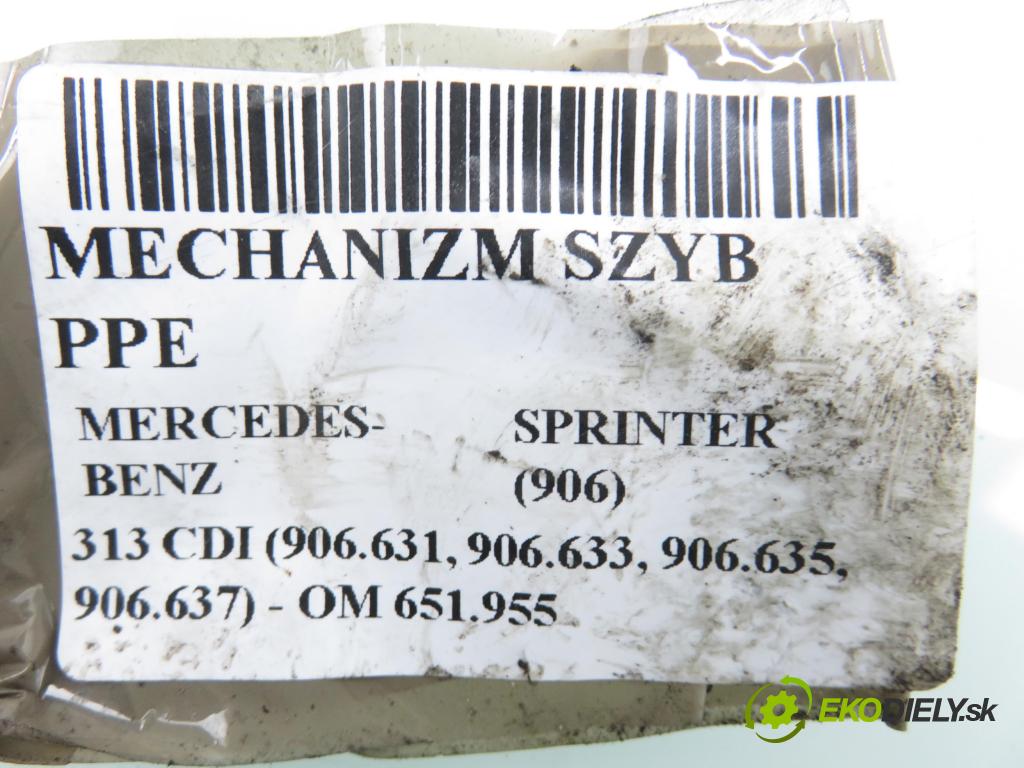 MECHANIZM SZYB
PPE
MERCEDES- SPRINTER
BENZ (906)
313 CDI (906.631, 906.633, 906.635,
906.637) - OM 651.955
EKODIELY.sk